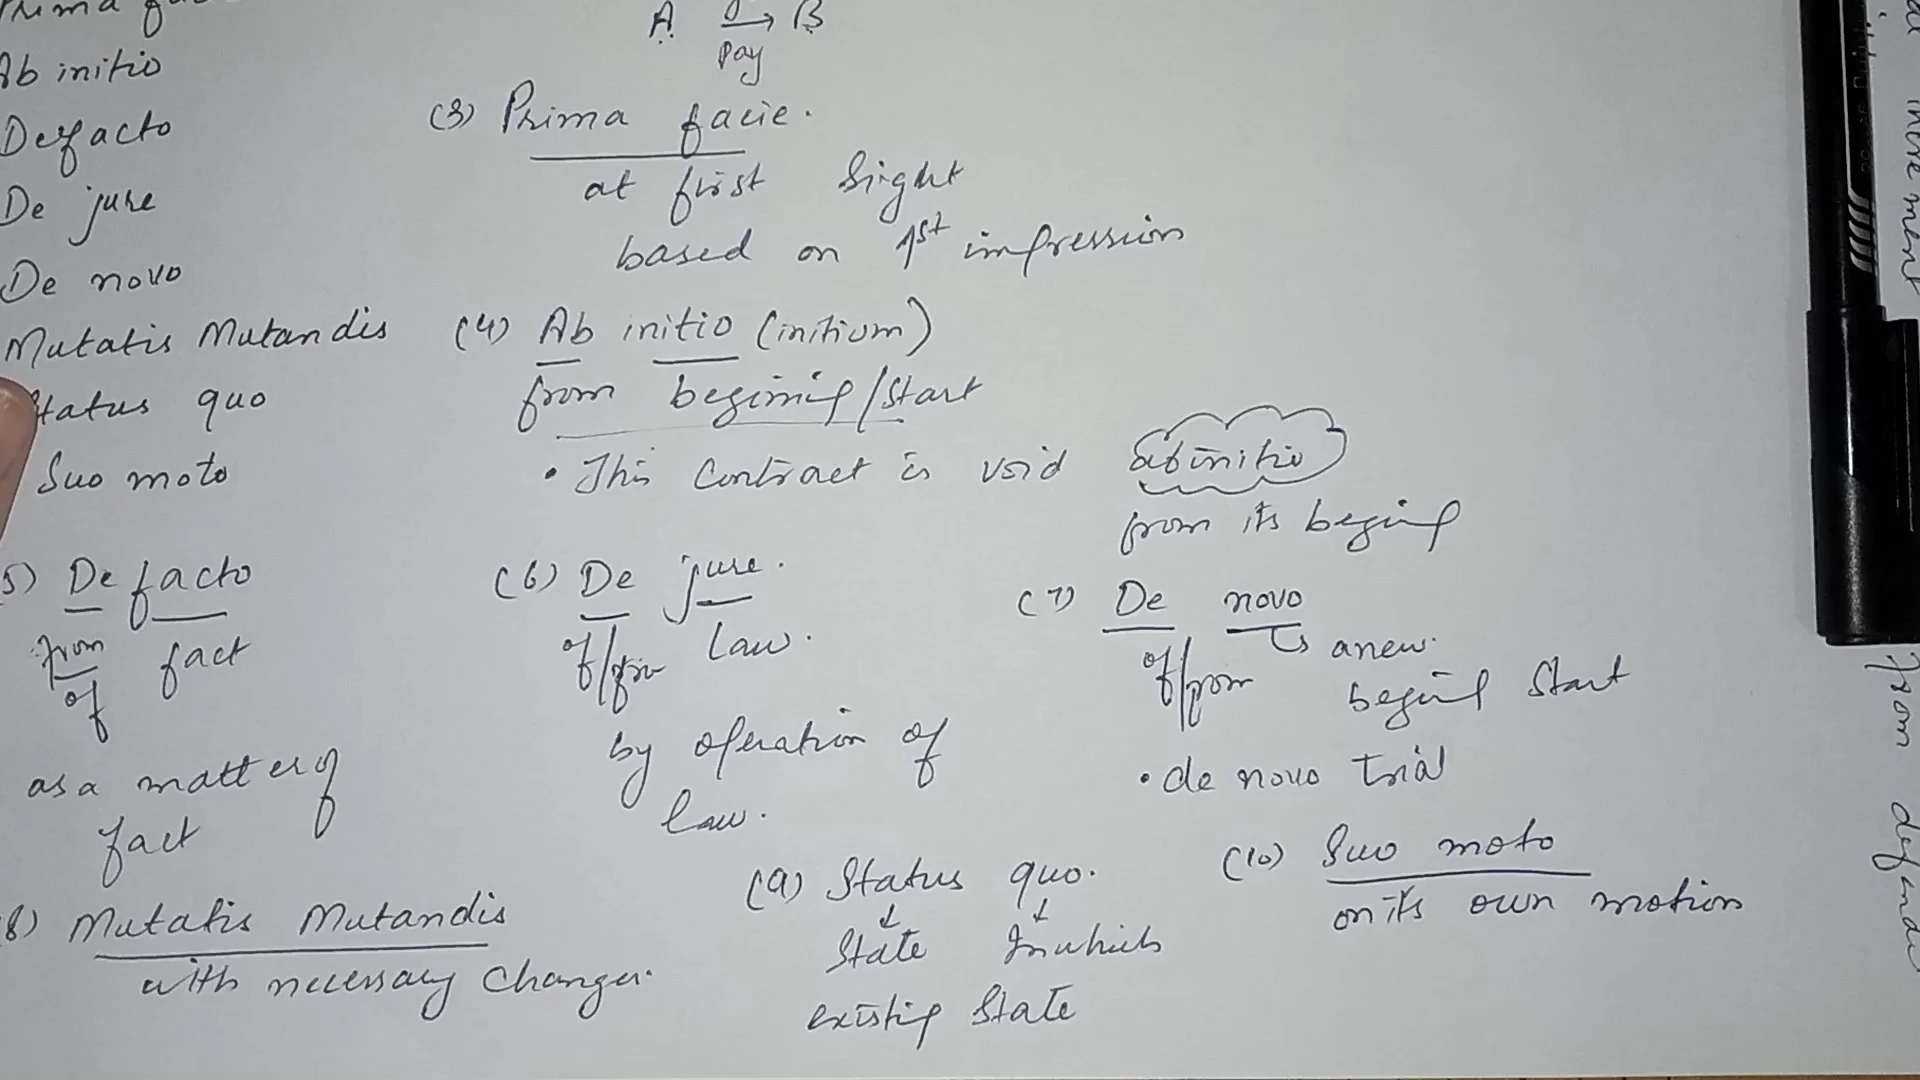 Prima
Ab initio
Defacto
De jure
De novo
Mutatis Mutandis
Status quo
Suo moto
A → B
Pay
(3) Prima facie.
at first sight
based on 1st impression
(4) Ab initio (initium)
from begining/start
• This contract is void abinitio
from its begining
5) De facto
from fact
of
as a matter of
fact
(6) De jure.
of/from Law.
by operation of
law.
(7) De novo
of/from anew.
begining start
• de novo trial
8) Mutatis Mutandis
with necessary changes.
(9) Status quo.
↓ ↓
State In which
existing state
(10) Suo moto
on its own motion
from